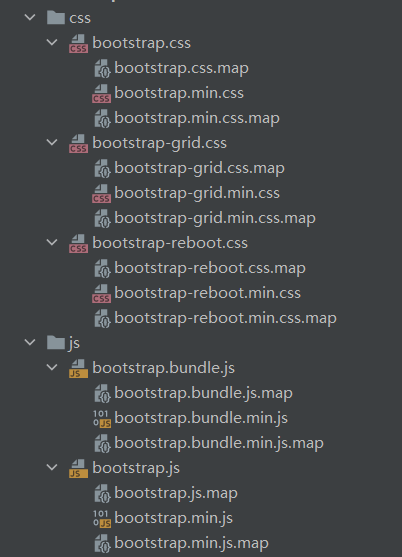 css
bootstrap.css
bootstrap.css.map
bootstrap.min.css
bootstrap.min.css.map
bootstrap-grid.css
bootstrap-grid.css.map
bootstrap-grid.min.css
bootstrap-grid.min.css.map
bootstrap-reboot.css
bootstrap-reboot.css.map
bootstrap-reboot.min.css
bootstrap-reboot.min.css.map
js
bootstrap.bundle.js
bootstrap.bundle.js.map
bootstrap.bundle.min.js
bootstrap.bundle.min.js.map
bootstrap.js
bootstrap.js.map
bootstrap.min.js
bootstrap.min.js.map